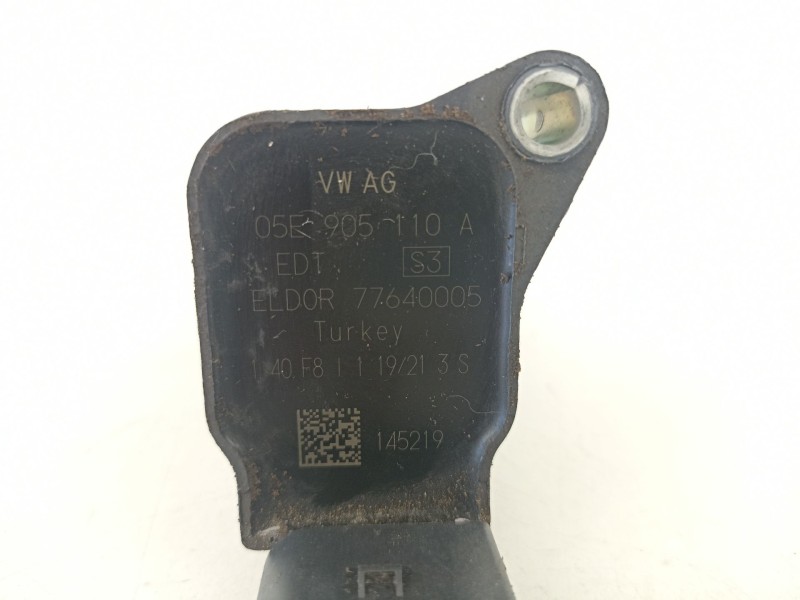 VW AG
05E 905 110 A
EDT S3
ELDOR 77640005
Turkey
1 40 F8 1 1 19/21 3 S
145219